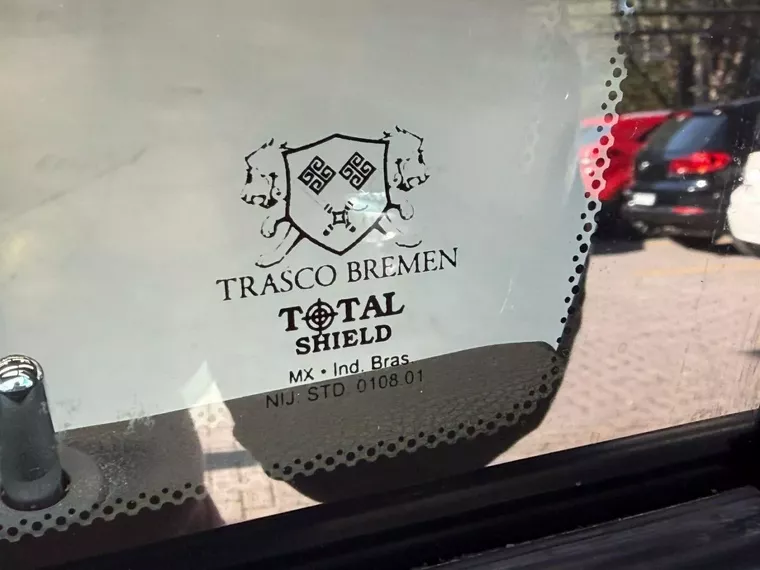 TRASCO BREMEN
TOTAL
SHIELD
MX • Ind. Bras.
NIJ: STD 0108.01